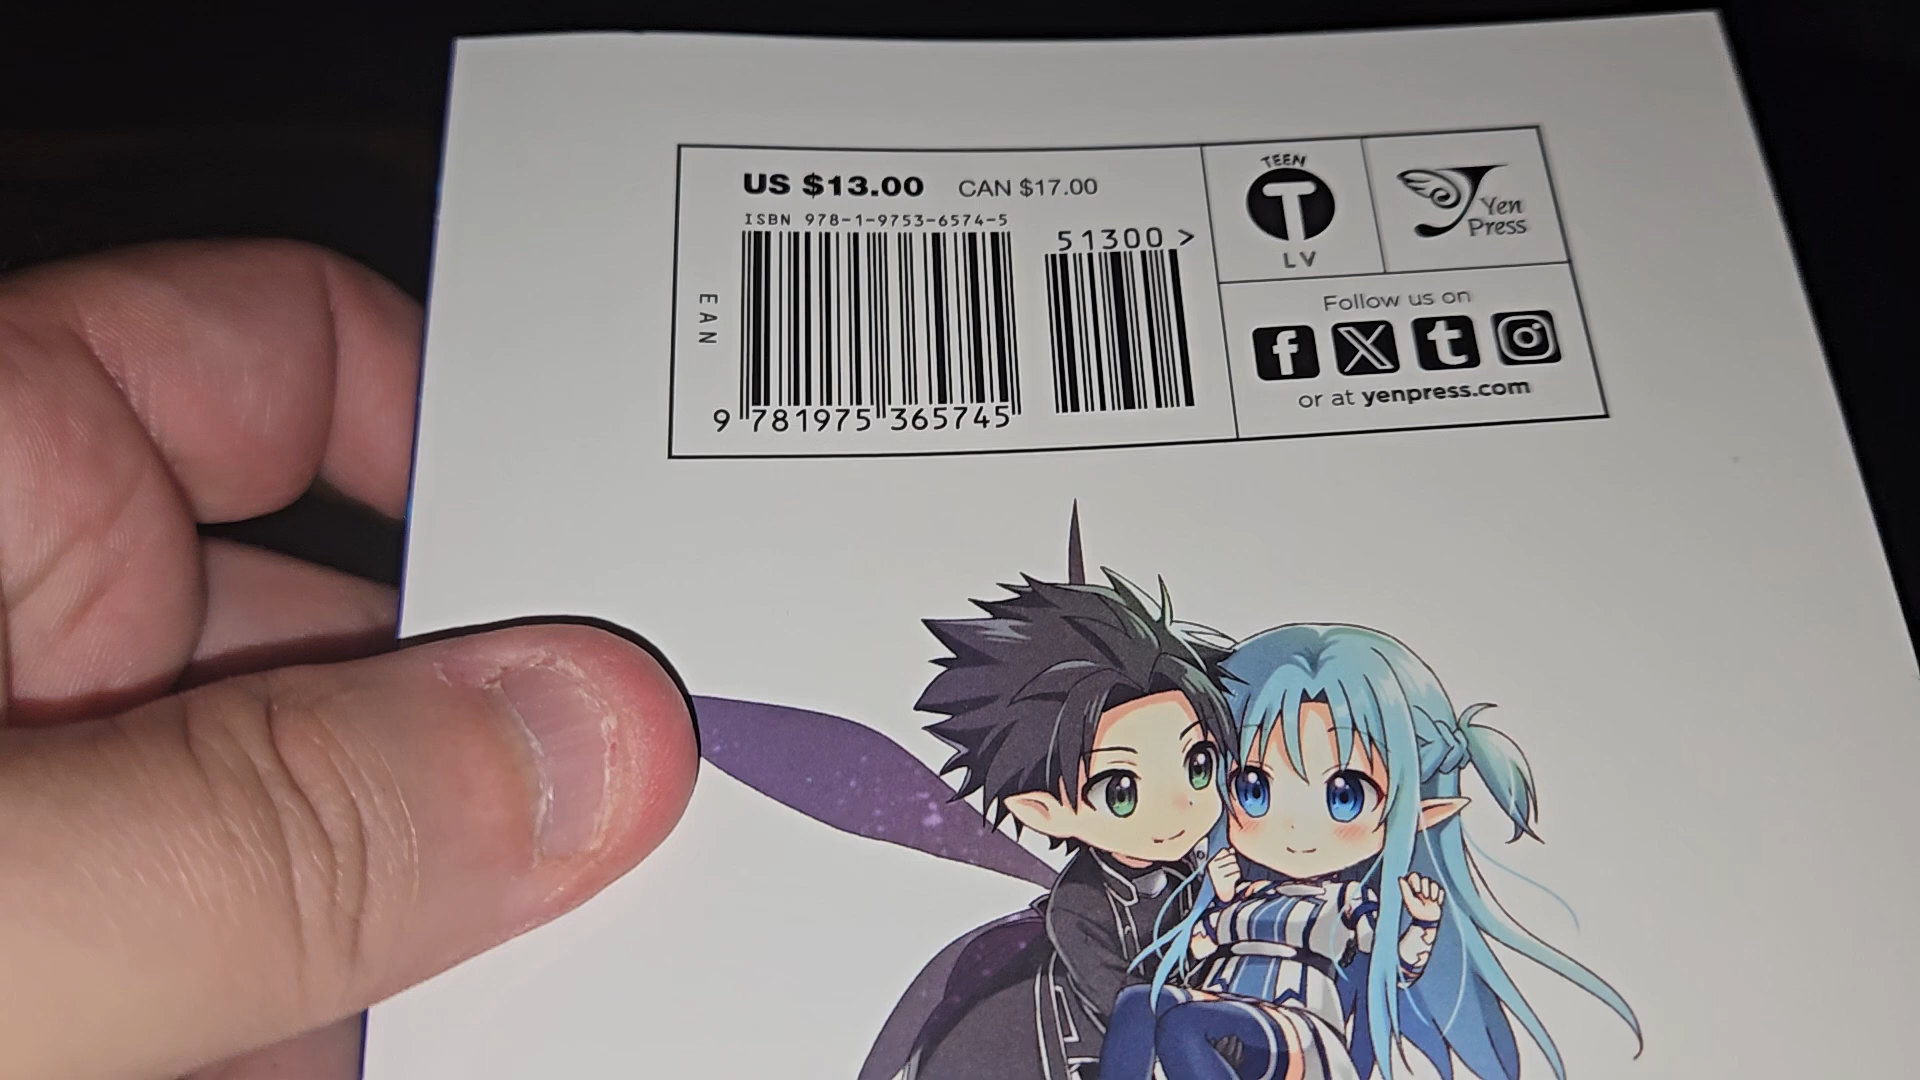 US $13.00 CAN $17.00
ISBN 978-1-9753-6574-5
51300 >
EAN
9 781975 365745
TEEN
T
LV
Yen
Press
Follow us on
or at yenpress.com